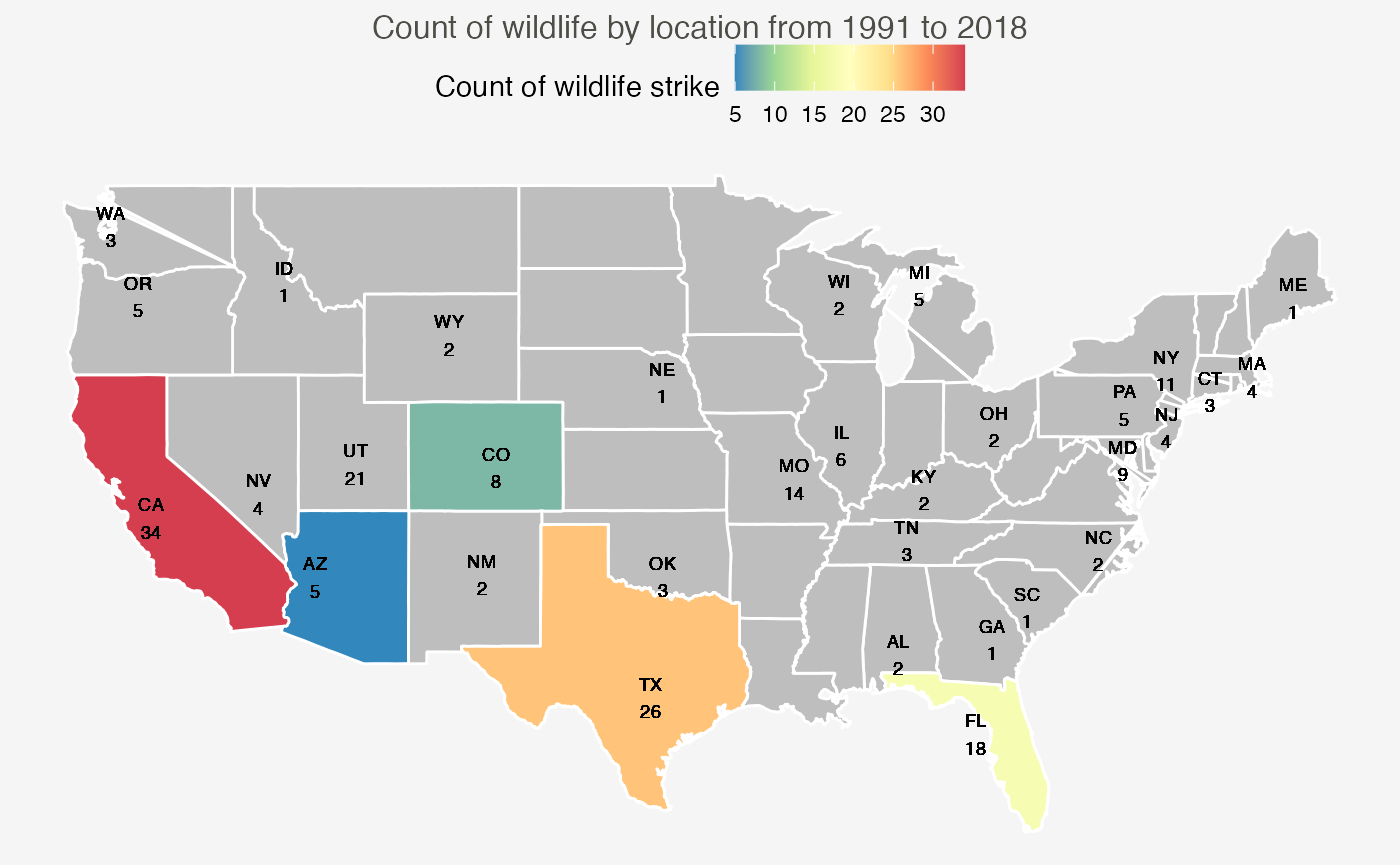 Count of wildlife by location from 1991 to 2018
Count of wildlife strike
5 10 15 20 25 30
WA
3
OR
5
ID
1
WY
2
WI
2
MI
5
ME
1
NE
1
NY
11
CT
3
MA
4
PA
5
NJ
4
OH
2
MD
9
IL
6
MO
14
KY
2
UT
21
CO
8
NV
4
CA
34
AZ
5
NM
2
OK
3
TN
3
NC
2
SC
1
GA
1
AL
2
TX
26
FL
18